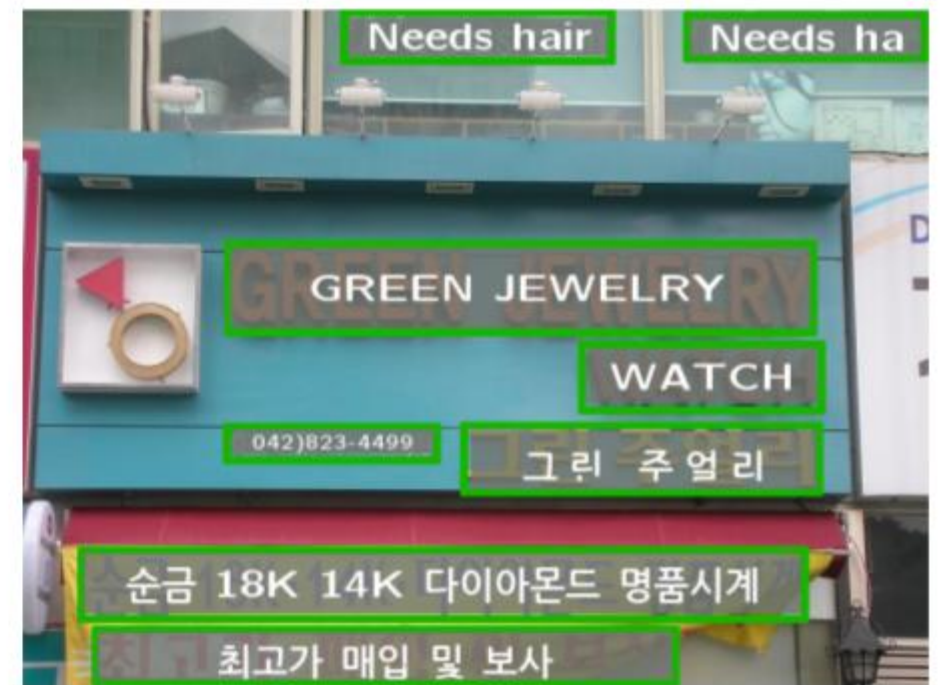 Needs hair Needs ha
GREEN JEWELRY
WATCH
042)823-4499 그린 주얼리
순금 18K 14K 다이아몬드 명품시계
최고가 매입 및 보사